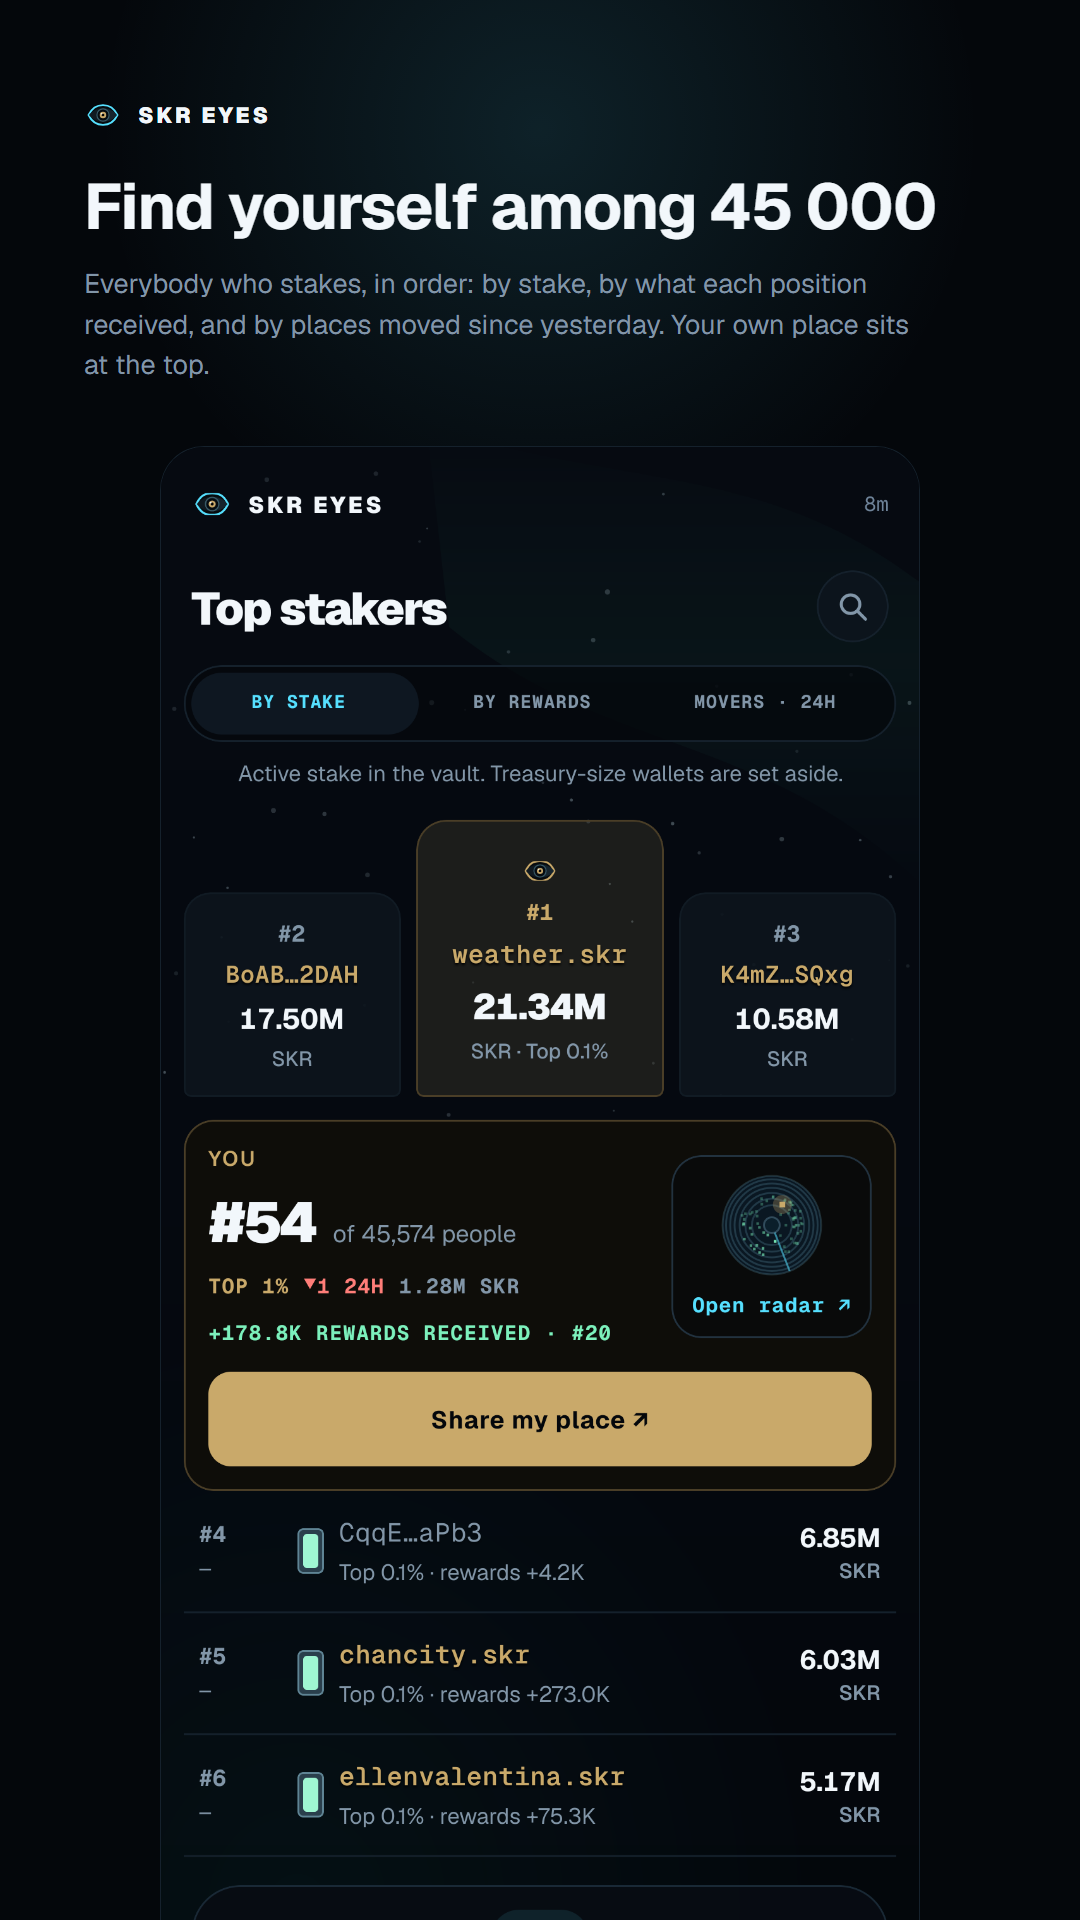 SKR EYES
Find yourself among 45 000
Everybody who stakes, in order: by stake, by what each position
received, and by places moved since yesterday. Your own place sits
at the top.
SKR EYES
8m
Top stakers
BY STAKE
BY REWARDS
MOVERS · 24H
Active stake in the vault. Treasury-size wallets are set aside.
#2
BoAB…2DAH
17.50M
SKR
#1
weather.skr
21.34M
SKR · Top 0.1%
#3
K4mZ…SQxg
10.58M
SKR
YOU
#54 of 45,574 people
TOP 1% ▼1 24H 1.28M SKR
+178.8K REWARDS RECEIVED · #20
Open radar ↗
Share my place ↗
#4
–
CqqE…aPb3
Top 0.1% · rewards +4.2K
6.85M
SKR
#5
–
chancity.skr
Top 0.1% · rewards +273.0K
6.03M
SKR
#6
–
ellenvalentina.skr
Top 0.1% · rewards +75.3K
5.17M
SKR